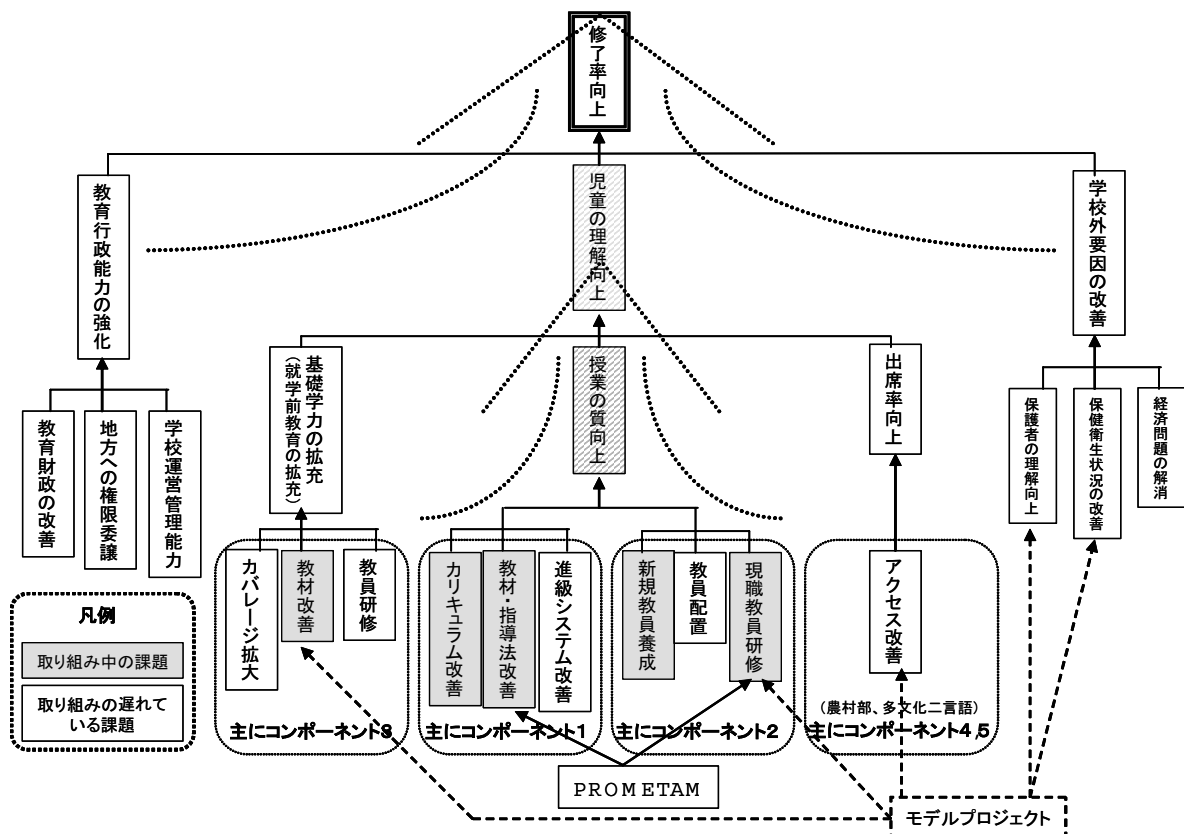 修了率向上
教育行政能力の強化
児童の理解向上
学校外要因の改善
基礎学力の拡充
（就学前教育の拡充）
授業の質向上
出席率向上
教育財政の改善
地方への権限委譲
学校運営管理能力
保護者の理解向上
保健衛生状況の改善
経済問題の解消
カバレージ拡大
教材改善
教員研修
カリキュラム改善
教材・指導法改善
進級システム改善
新規教員養成
教員配置
現職教員研修
アクセス改善
（農村部、多文化二言語）
主にコンポーネント3
主にコンポーネント1
主にコンポーネント2
主にコンポーネント4,5
凡例
取り組み中の課題
取り組みの遅れて
いる課題
PROMETAM
モデルプロジェクト